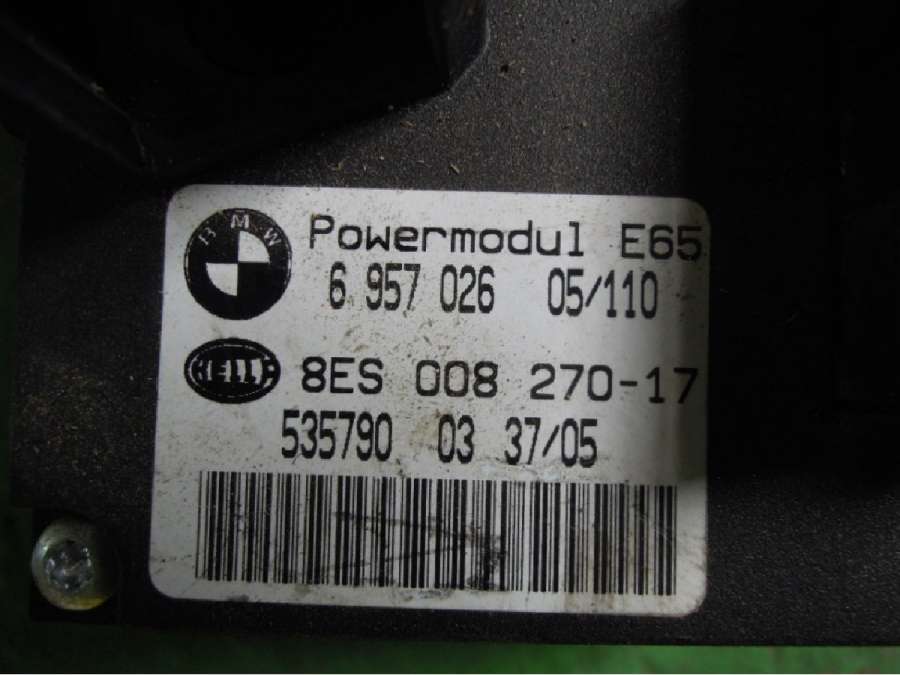 BMW
Powermodul E65
6 957 026 05/110
HELLA
8ES 008 270-17
535790 03 37/05